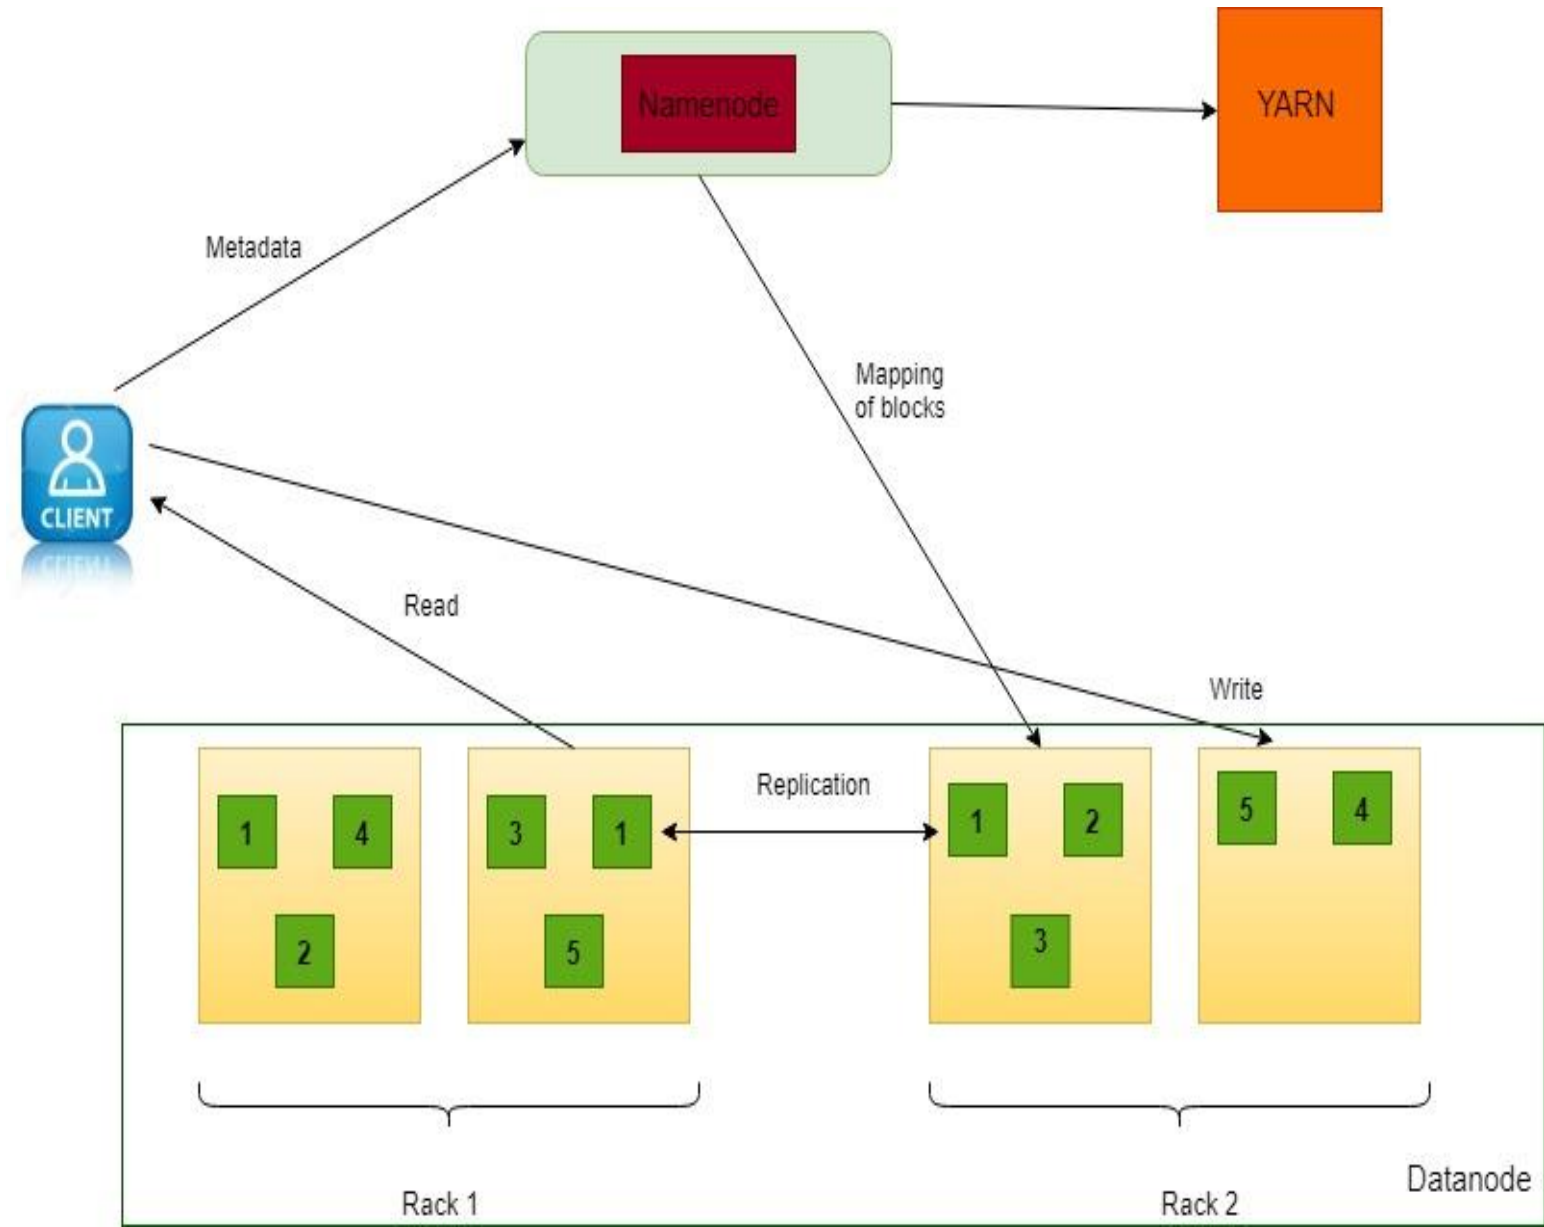 Namenode
YARN
Metadata
Mapping
of blocks
CLIENT
Read
Write
Replication
1 4
2
3 1
5
1 2
3
5 4
Rack 1
Rack 2
Datanode